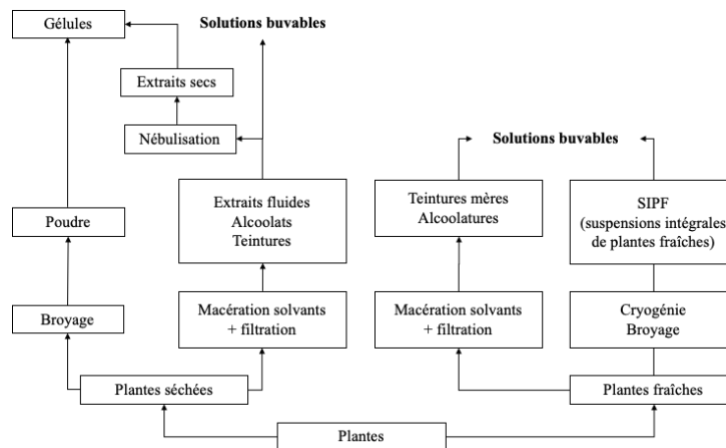 Gélules
Solutions buvables
Extraits secs
Nébulisation
Solutions buvables
Extraits fluides
Alcoolats
Teintures
Teintures mères
Alcoolatures
SIPF
(suspensions intégrales
de plantes fraîches)
Poudre
Broyage
Macération solvants
+ filtration
Macération solvants
+ filtration
Cryogénie
Broyage
Plantes séchées
Plantes fraîches
Plantes